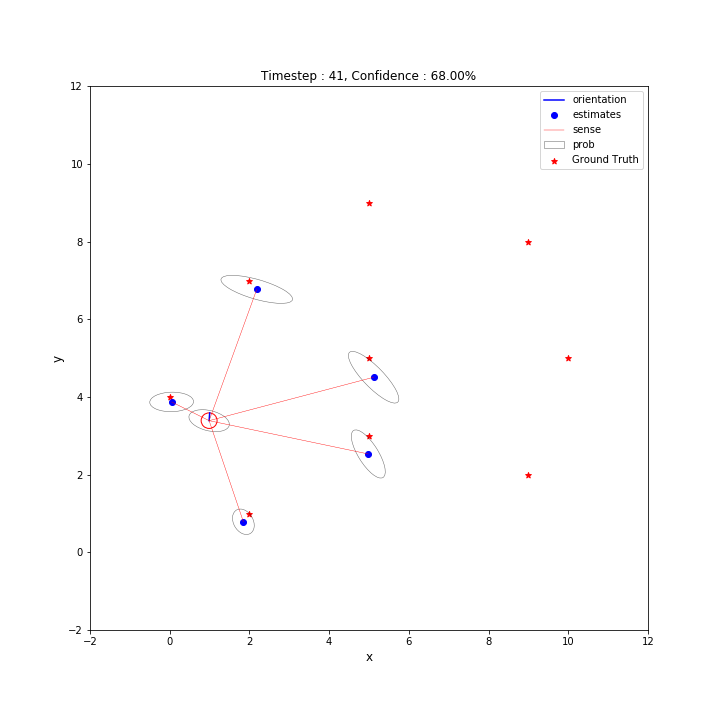 Timestep : 41, Confidence : 68.00%
12
10
8
6
4
2
0
−2
y
orientation
estimates
sense
prob
Ground Truth
−2 0 2 4 6 8 10 12
x